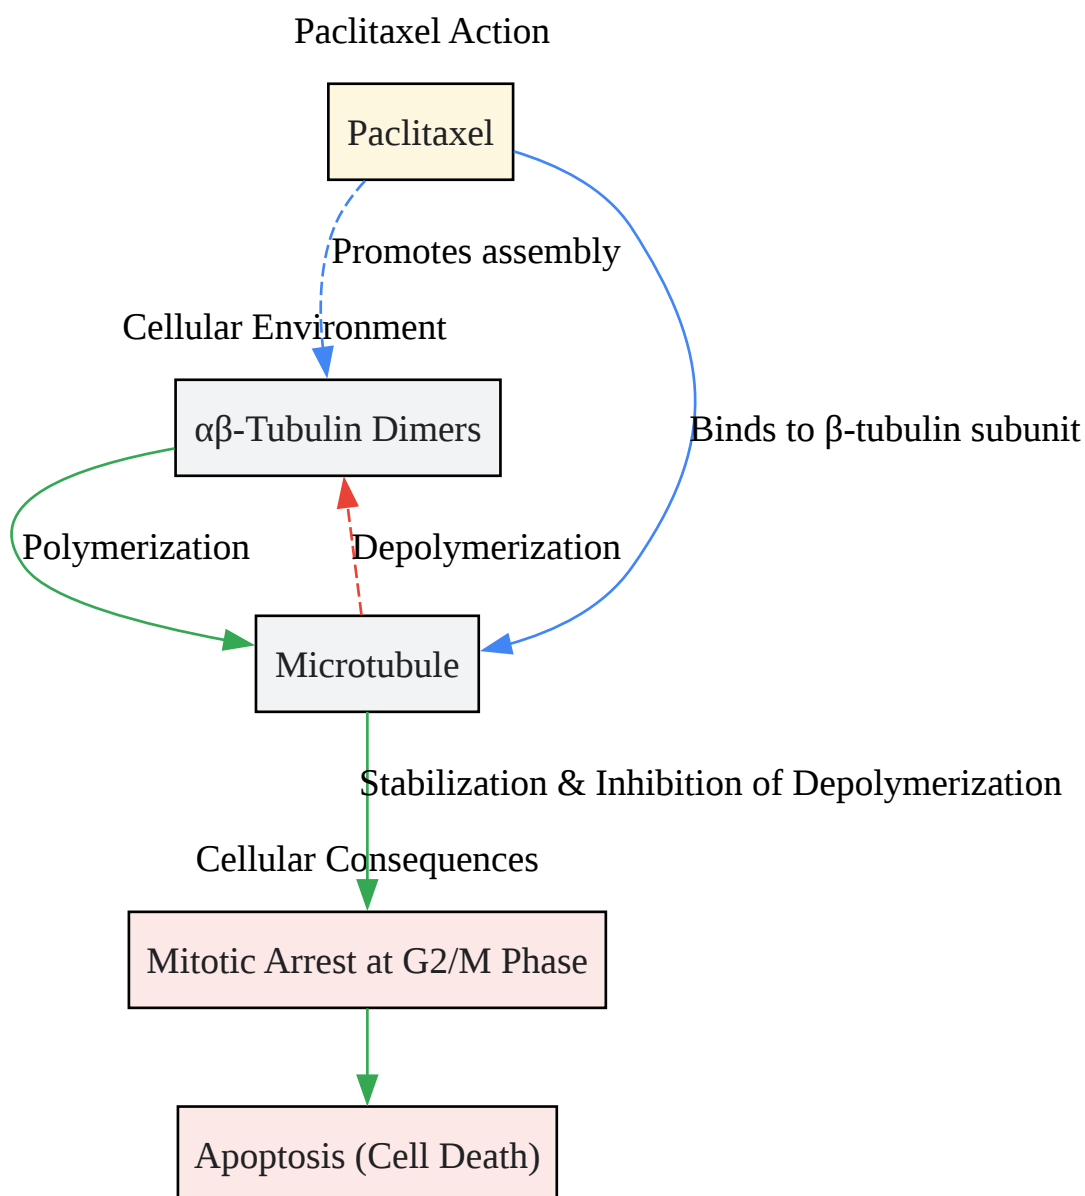 Paclitaxel Action
Paclitaxel
Promotes assembly
Cellular Environment
αβ-Tubulin Dimers
Binds to β-tubulin subunit
Polymerization
Depolymerization
Microtubule
Stabilization & Inhibition of Depolymerization
Cellular Consequences
Mitotic Arrest at G2/M Phase
Apoptosis (Cell Death)